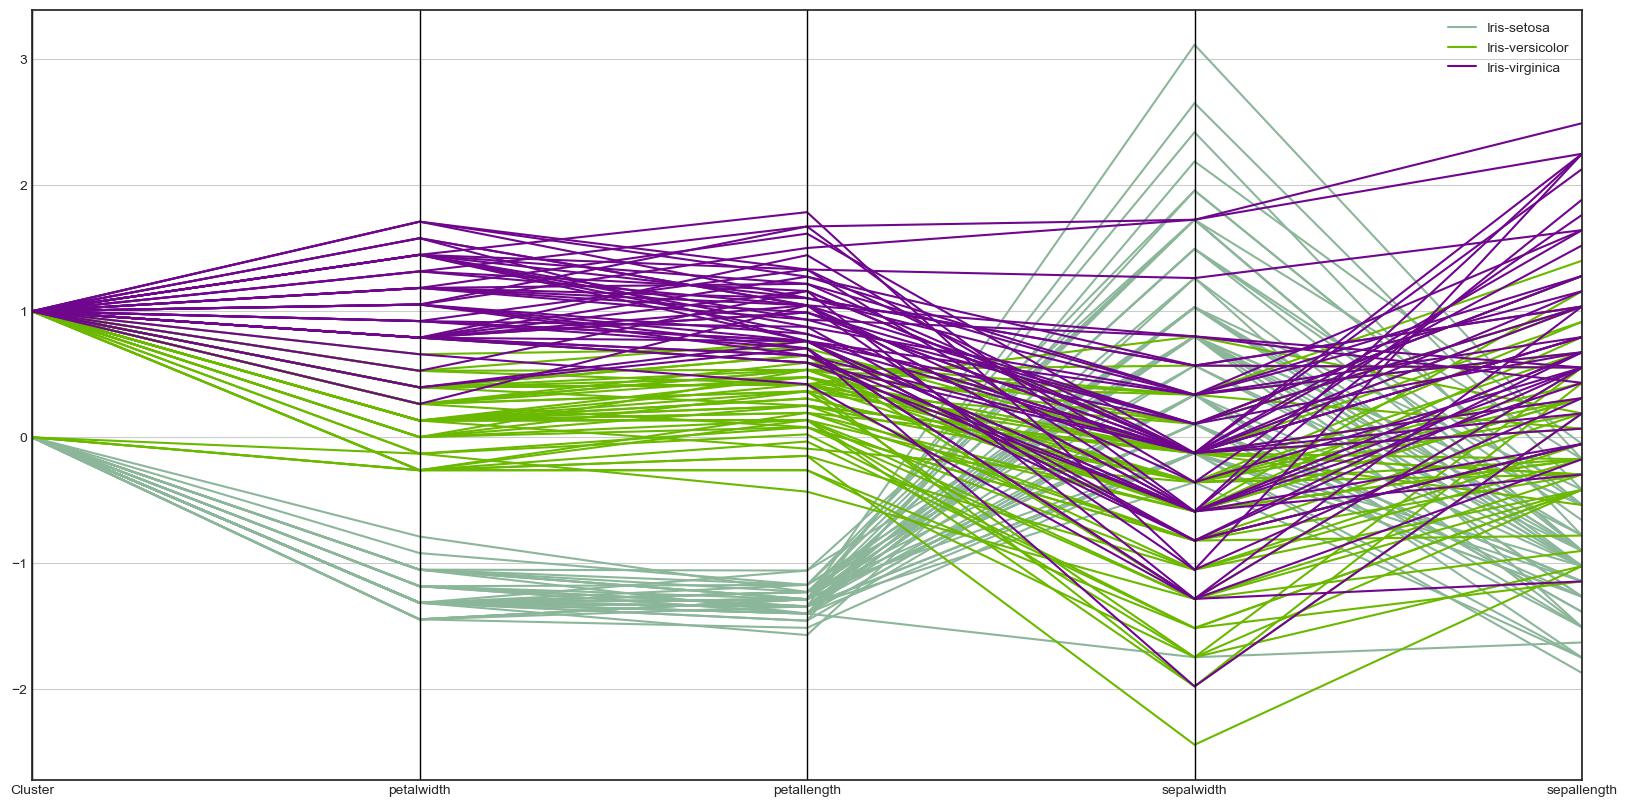 Iris-setosa
Iris-versicolor
Iris-virginica
3
2
1
0
−1
−2
Cluster petalwidth petallength sepalwidth sepallength